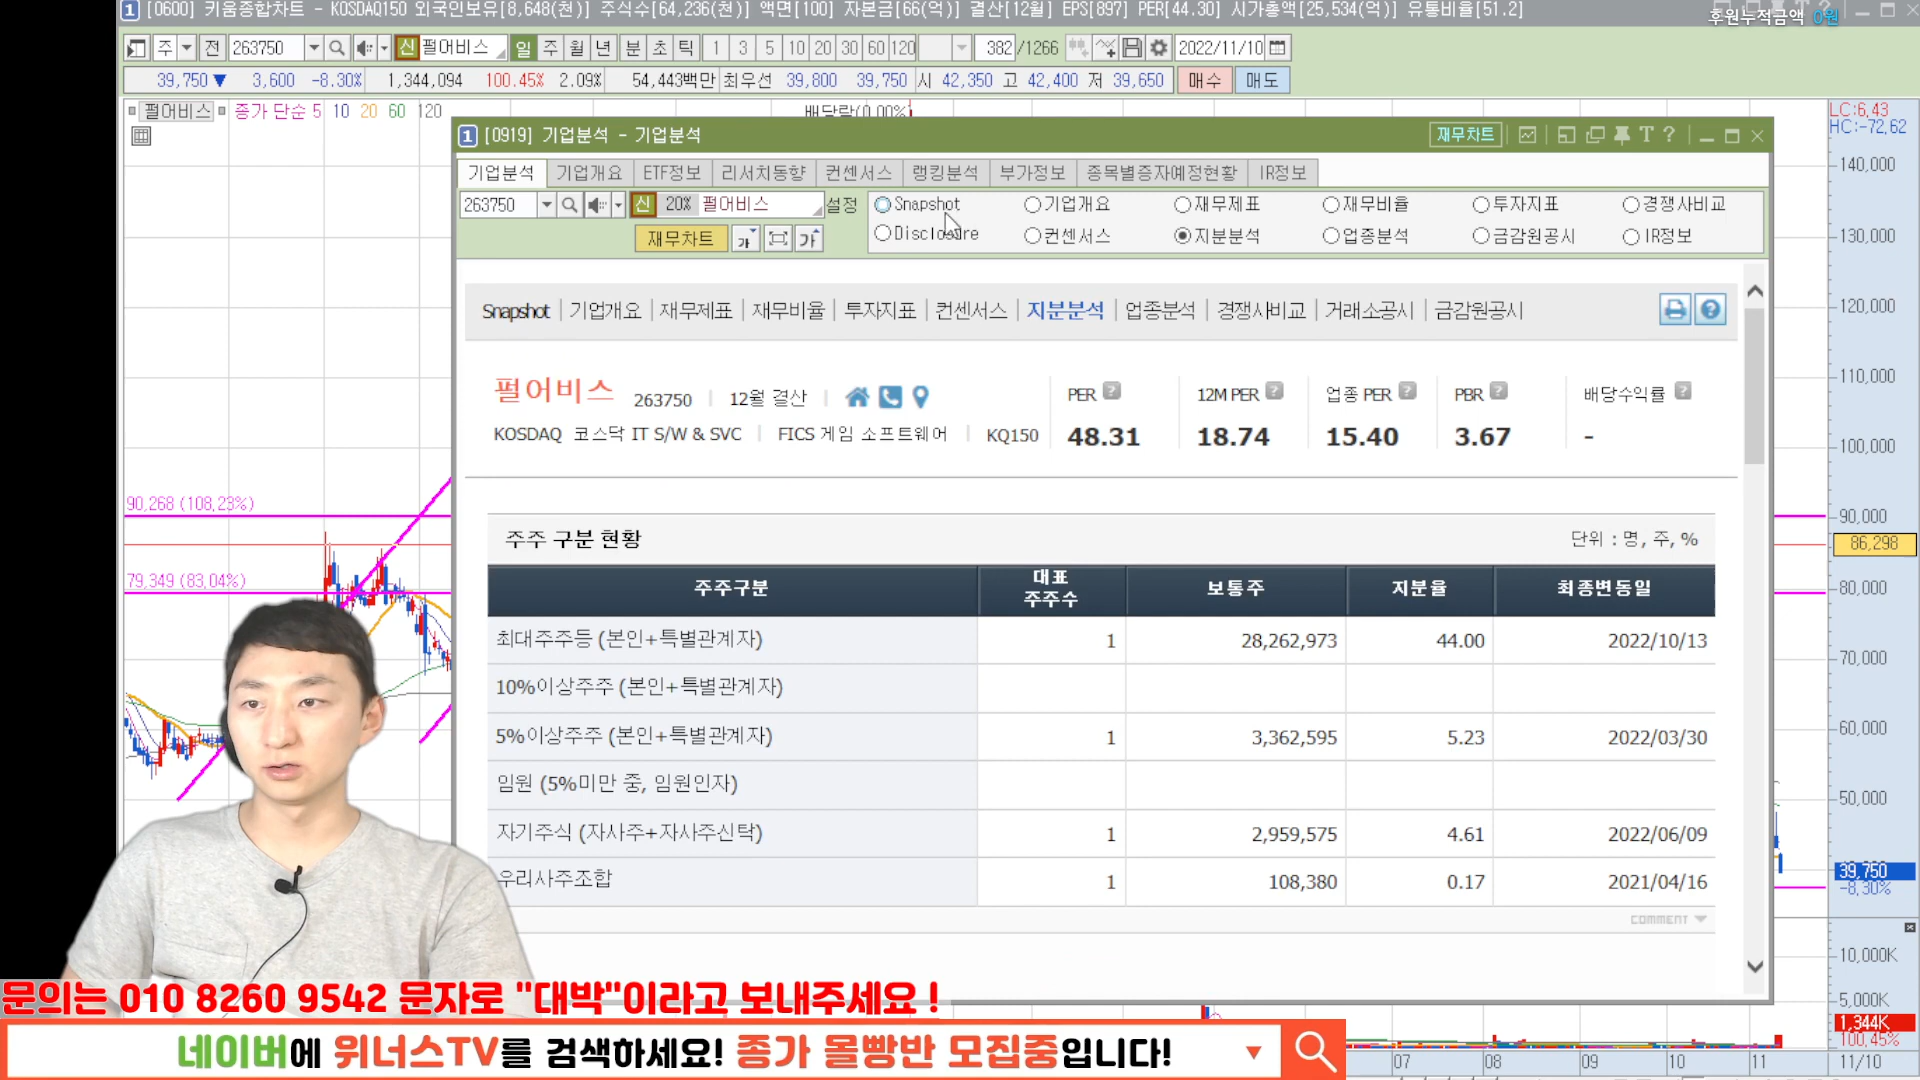 [0600] 키움종합차트 - KOSDAQ150 외국인보유[8,648(천)] 주식수[64,236(천)] 액면[100] 자본금[66(억)] 결산[12월] EPS[897] PER[44.30] 시가총액[25,534(억)] 유통비율[51.2]
후원누적금액 0원
주 전 263750 신 펄어비스 일 주 월 년 분 초 틱 1 3 5 10 20 30 60 120 382 /1266 2022/11/10
39,750 ▼ 3,600 -8.30% 1,344,094 100.45% 2.09% 54,443백만 최우선 39,800 39,750 시 42,350 고 42,400 저 39,650 매수 매도
펄어비스 종가 단순 5 10 20 60 120
배당락(0.00%)
LC:6.43
HC:-72.62
[0919] 기업분석 - 기업분석 재무차트
기업분석 기업개요 ETF정보 리서치동향 컨센서스 랭킹분석 부가정보 종목별증자예정현황 IR정보
263750 신 20% 펄어비스 설정
Snapshot 기업개요 재무제표 재무비율 투자지표 경쟁사비교
재무차트 가 가
Disclosure 컨센서스 지분분석 업종분석 금감원공시 IR정보
Snapshot 기업개요 재무제표 재무비율 투자지표 컨센서스 지분분석 업종분석 경쟁사비교 거래소공시 금감원공시
펄어비스 263750 12월 결산
KOSDAQ 코스닥 IT S/W & SVC FICS 게임 소프트웨어 KQ150
PER 12M PER 업종 PER PBR 배당수익률
48.31 18.74 15.40 3.67 -
주주 구분 현황 단위 : 명, 주, %
주주구분 대표 주주수 보통주 지분율 최종변동일
최대주주등 (본인+특별관계자) 1 28,262,973 44.00 2022/10/13
10%이상주주 (본인+특별관계자)
5%이상주주 (본인+특별관계자) 1 3,362,595 5.23 2022/03/30
임원 (5%미만 중, 임원인자)
자기주식 (자사주+자사주신탁) 1 2,959,575 4.61 2022/06/09
우리사주조합 1 108,380 0.17 2021/04/16
COMMENT
90,268 (108,23%)
79,349 (83,04%)
140,000
130,000
120,000
110,000
100,000
90,000
86,298
80,000
70,000
60,000
50,000
39,750
-8,30%
10,000K
5,000K
1,344K
100,45%
07 08 09 10 11 11/10
문의는 010 8260 9542 문자로 "대박"이라고 보내주세요 !
네이버에 위너스TV를 검색하세요! 종가 몰빵반 모집중입니다!